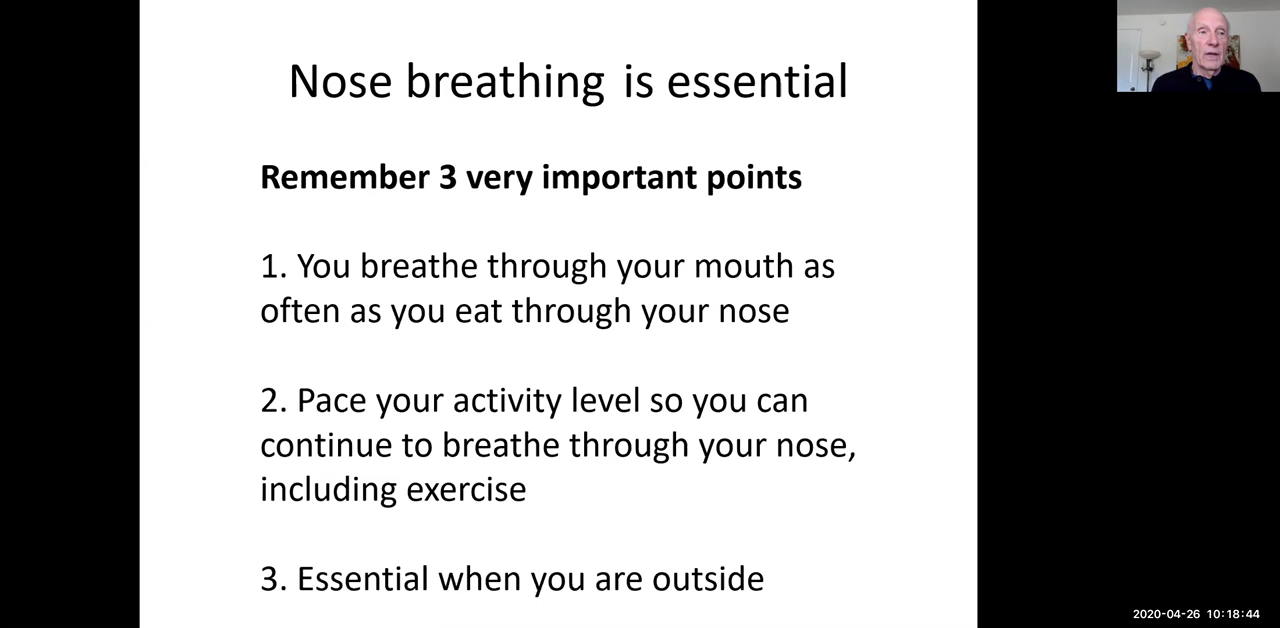 Nose breathing is essential
Remember 3 very important points
1. You breathe through your mouth as
often as you eat through your nose
2. Pace your activity level so you can
continue to breathe through your nose,
including exercise
3. Essential when you are outside
2020-04-26 10:18:44